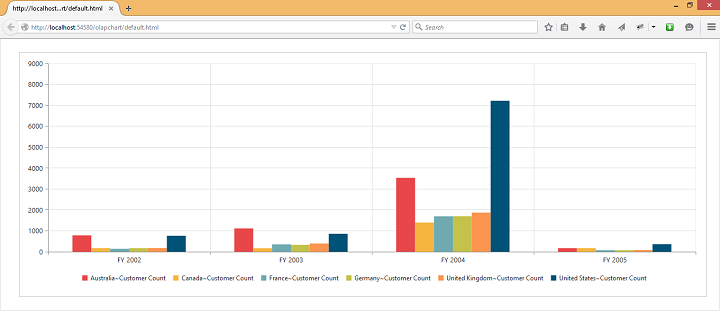 http://localhost...rt/default.html
http://localhost:54580/olapchart/default.html
Search
9000
8000
7000
6000
5000
4000
3000
2000
1000
0
FY 2002 FY 2003 FY 2004 FY 2005
Australia~Customer Count Canada~Customer Count France~Customer Count Germany~Customer Count United Kingdom~Customer Count United States~Customer Count